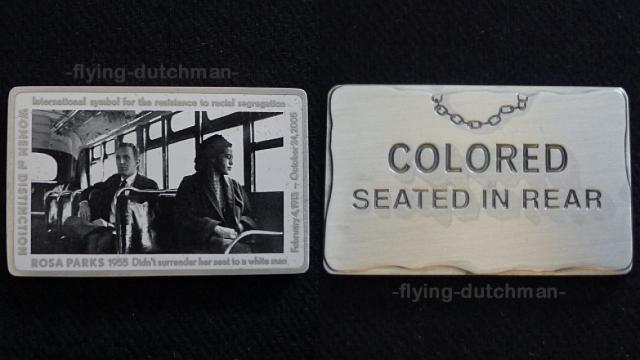 -flying-dutchman-
International symbol for the resistance to racial segregation
WOMEN of DISTINCTION
February 4, 1913 – October 24, 2005
ROSA PARKS 1955 Didn't surrender her seat to a white man
COLORED
SEATED IN REAR
-flying-dutchman-